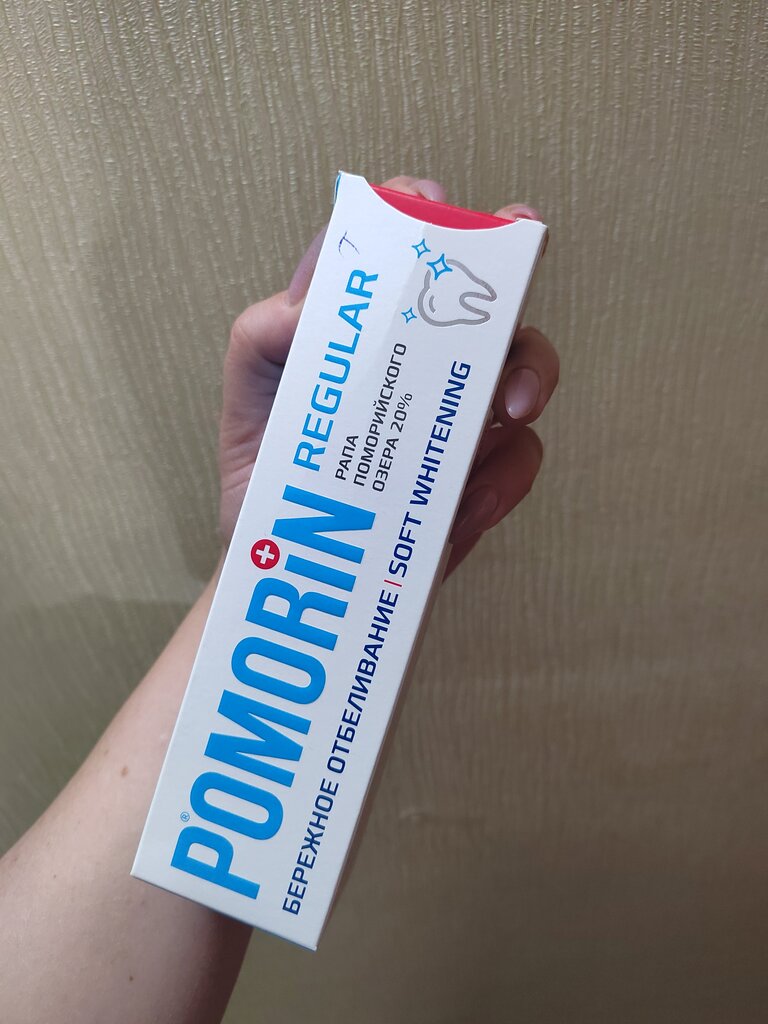 POMORIN® REGULAR
РАПА
ПОМОРИЙСКОГО
ОЗЕРА 20%
БЕРЕЖНОЕ ОТБЕЛИВАНИЕ | SOFT WHITENING